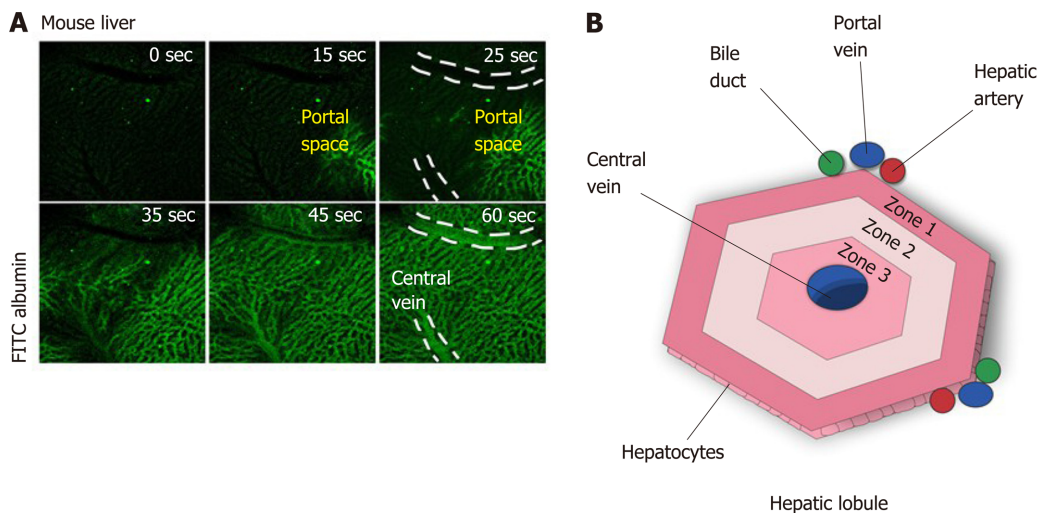 A
Mouse liver
0 sec
15 sec
25 sec
Portal
space
Portal
space
35 sec
45 sec
60 sec
Central
vein
FITC albumin
B
Bile
duct
Portal
vein
Hepatic
artery
Central
vein
Zone 1
Zone 2
Zone 3
Hepatocytes
Hepatic lobule